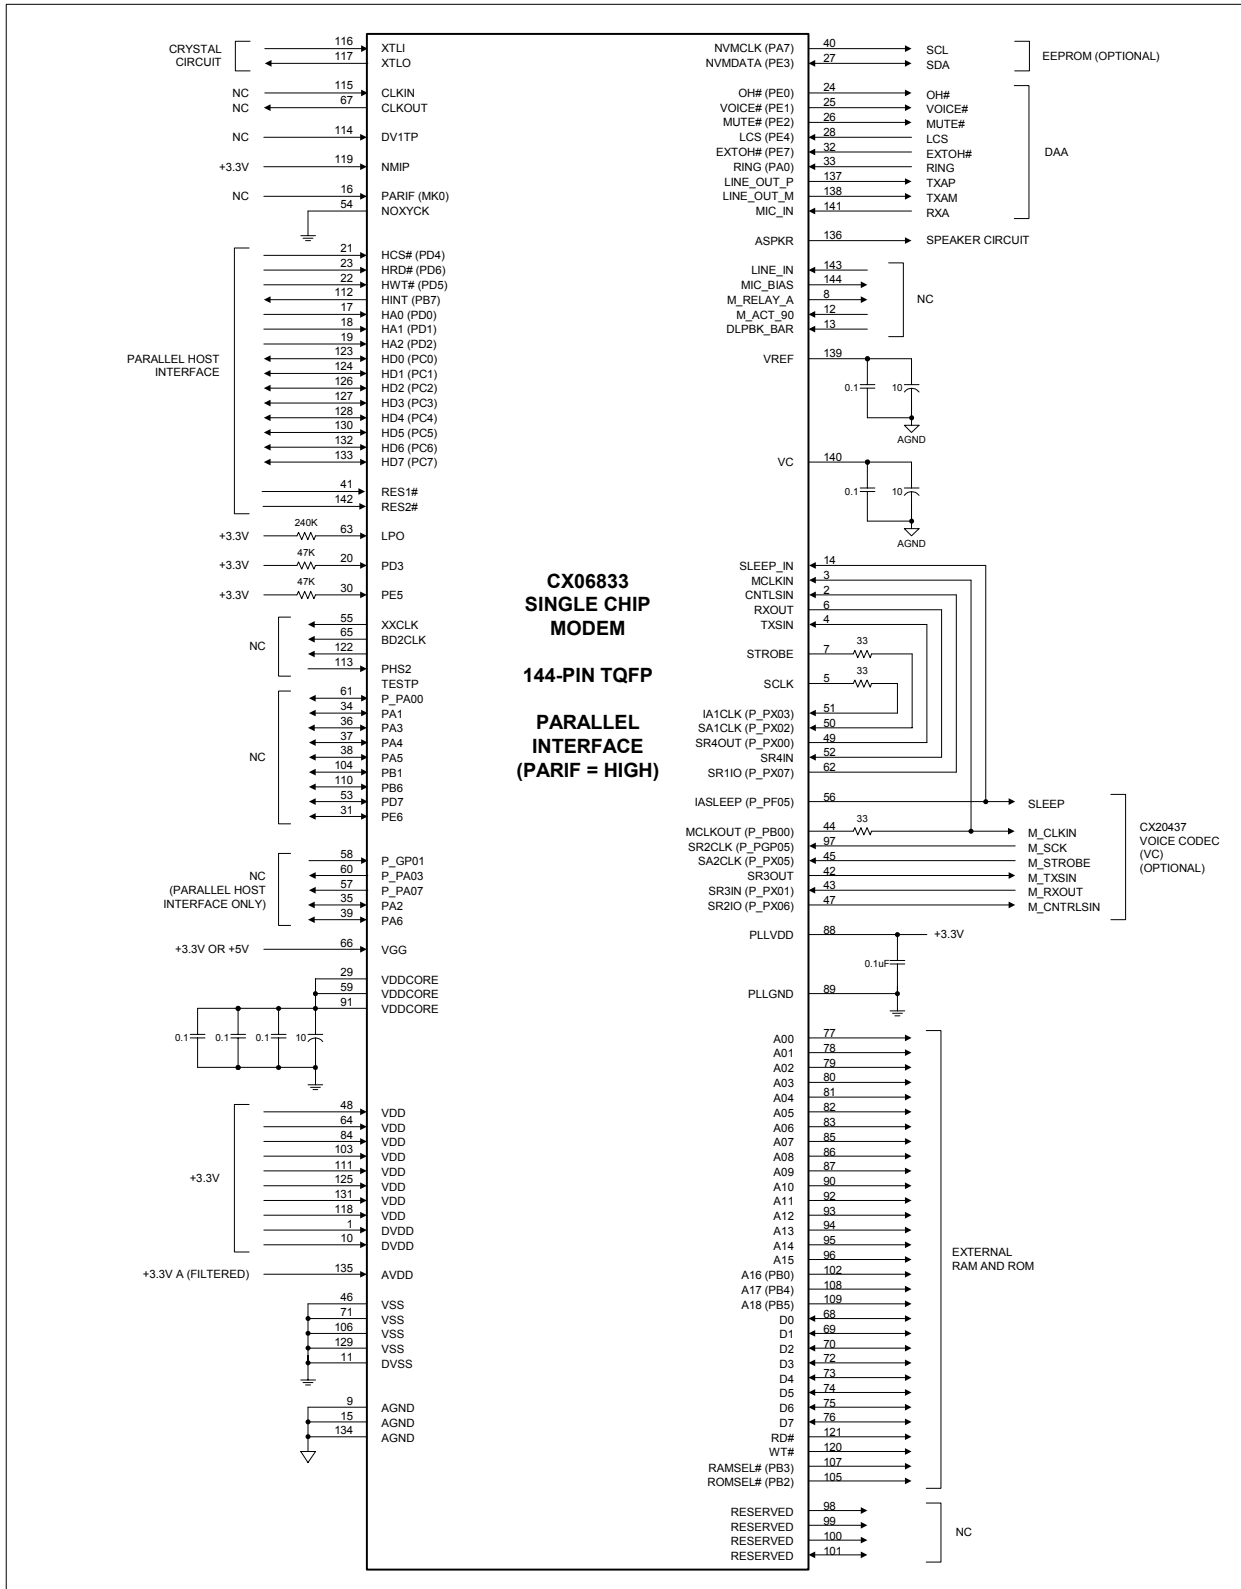 CRYSTAL
CIRCUIT
116 XTLI
117 XTLO
NC 115 CLKIN
NC 67 CLKOUT
NC 114 DV1TP
+3.3V 119 NMIP
NC 16 PARIF (MK0)
54 NOXYCK
PARALLEL HOST
INTERFACE
21 HCS# (PD4)
23 HRD# (PD6)
22 HWT# (PD5)
112 HINT (PB7)
17 HA0 (PD0)
18 HA1 (PD1)
19 HA2 (PD2)
123 HD0 (PC0)
124 HD1 (PC1)
126 HD2 (PC2)
127 HD3 (PC3)
128 HD4 (PC4)
130 HD5 (PC5)
132 HD6 (PC6)
133 HD7 (PC7)
41 RES1#
142 RES2#
+3.3V 240K 63 LPO
+3.3V 47K 20 PD3
+3.3V 47K 30 PE5
NC
55 XXCLK
65 BD2CLK
122
113 PHS2
TESTP
NC
61 P_PA00
34 PA1
36 PA3
37 PA4
38 PA5
104 PB1
110 PB6
53 PD7
31 PE6
NC
(PARALLEL HOST
INTERFACE ONLY)
58 P_GP01
60 P_PA03
57 P_PA07
35 PA2
39 PA6
+3.3V OR +5V 66 VGG
29 VDDCORE
59 VDDCORE
91 VDDCORE
0.1 0.1 0.1 10
+3.3V
48 VDD
64 VDD
84 VDD
103 VDD
111 VDD
125 VDD
131 VDD
118 VDD
1 DVDD
10 DVDD
+3.3V A (FILTERED) 135 AVDD
46 VSS
71 VSS
106 VSS
129 VSS
11 DVSS
9 AGND
15 AGND
134 AGND
CX06833
SINGLE CHIP
MODEM
144-PIN TQFP
PARALLEL
INTERFACE
(PARIF = HIGH)
NVMCLK (PA7) 40 SCL
NVMDATA (PE3) 27 SDA
EEPROM (OPTIONAL)
OH# (PE0) 24 OH#
VOICE# (PE1) 25 VOICE#
MUTE# (PE2) 26 MUTE#
LCS (PE4) 28 LCS
EXTOH# (PE7) 32 EXTOH#
RING (PA0) 33 RING
LINE_OUT_P 137 TXAP
LINE_OUT_M 138 TXAM
MIC_IN 141 RXA
DAA
ASPKR 136 SPEAKER CIRCUIT
LINE_IN 143
MIC_BIAS 144
M_RELAY_A 8
M_ACT_90 12
DLPBK_BAR 13
NC
VREF 139
0.1 10
AGND
VC 140
0.1 10
AGND
SLEEP_IN 14
MCLKIN 3
CNTLSIN 2
RXOUT 6
TXSIN 4
STROBE 7 33
SCLK 5 33
IA1CLK (P_PX03) 51
SA1CLK (P_PX02) 50
SR4OUT (P_PX00) 49
SR4IN 52
SR1IO (P_PX07) 62
IASLEEP (P_PF05) 56 SLEEP
MCLKOUT (P_PB00) 44 33 M_CLKIN
SR2CLK (P_PGP05) 97 M_SCK
SA2CLK (P_PX05) 45 M_STROBE
SR3OUT 42 M_TXSIN
SR3IN (P_PX01) 43 M_RXOUT
SR2IO (P_PX06) 47 M_CNTRLSIN
CX20437
VOICE CODEC
(VC)
(OPTIONAL)
PLLVDD 88 +3.3V
0.1uF
PLLGND 89
A00 77
A01 78
A02 79
A03 80
A04 81
A05 82
A06 83
A07 85
A08 86
A09 87
A10 90
A11 92
A12 93
A13 94
A14 95
A15 96
A16 (PB0) 102
A17 (PB4) 108
A18 (PB5) 109
D0 68
D1 69
D2 70
D3 72
D4 73
D5 74
D6 75
D7 76
RD# 121
WT# 120
RAMSEL# (PB3) 107
ROMSEL# (PB2) 105
EXTERNAL
RAM AND ROM
RESERVED 98
RESERVED 99
RESERVED 100
RESERVED 101
NC